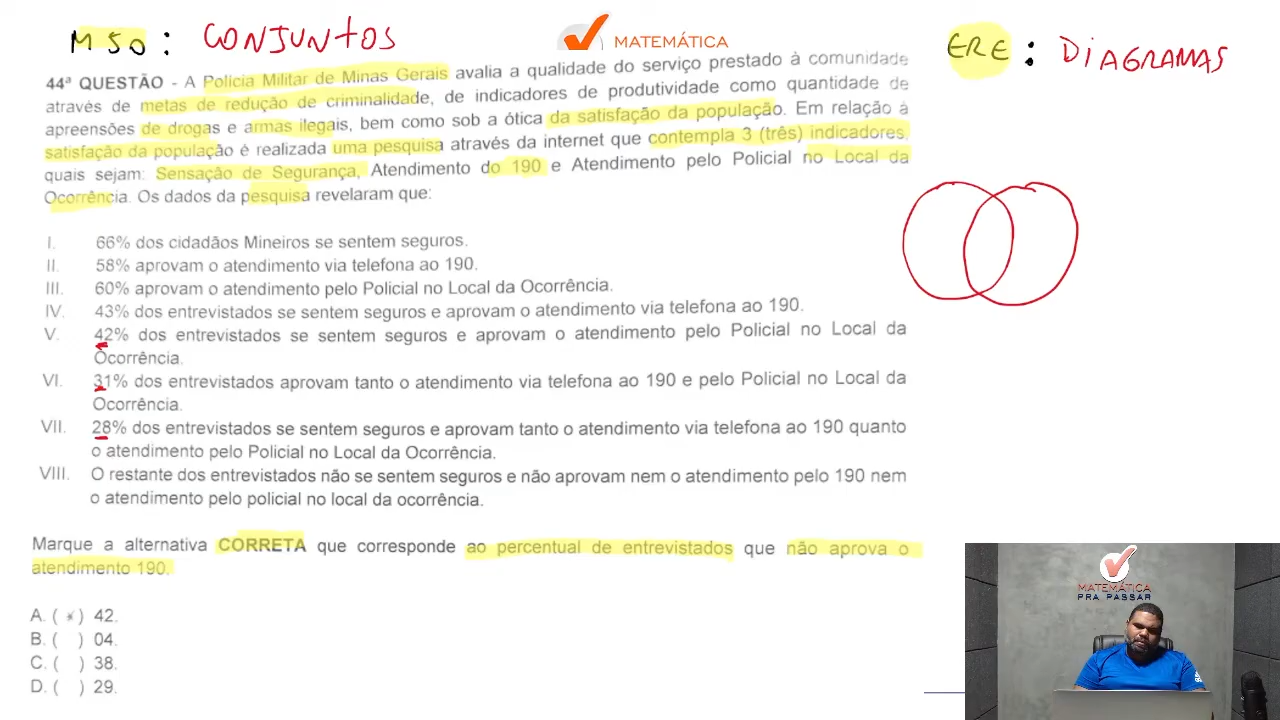 MSO: CONJUNTOS
MATEMÁTICA
ERE: DIAGRAMAS
44ª QUESTÃO - A Polícia Militar de Minas Gerais avalia a qualidade do serviço prestado à comunidade
através de metas de redução de criminalidade, de indicadores de produtividade como quantidade de
apreensões de drogas e armas ilegais, bem como sob a ótica da satisfação da população. Em relação à
satisfação da população é realizada uma pesquisa através da internet que contempla 3 (três) indicadores,
quais sejam: Sensação de Segurança, Atendimento do 190 e Atendimento pelo Policial no Local da
Ocorrência. Os dados da pesquisa revelaram que:
I. 66% dos cidadãos Mineiros se sentem seguros.
II. 58% aprovam o atendimento via telefona ao 190.
III. 60% aprovam o atendimento pelo Policial no Local da Ocorrência.
IV. 43% dos entrevistados se sentem seguros e aprovam o atendimento via telefona ao 190.
V. 42% dos entrevistados se sentem seguros e aprovam o atendimento pelo Policial no Local da
Ocorrência.
VI. 31% dos entrevistados aprovam tanto o atendimento via telefona ao 190 e pelo Policial no Local da
Ocorrência.
VII. 28% dos entrevistados se sentem seguros e aprovam tanto o atendimento via telefona ao 190 quanto
o atendimento pelo Policial no Local da Ocorrência.
VIII. O restante dos entrevistados não se sentem seguros e não aprovam nem o atendimento pelo 190 nem
o atendimento pelo policial no local da ocorrência.
Marque a alternativa CORRETA que corresponde ao percentual de entrevistados que não aprova o
atendimento 190.
A. ( * ) 42.
B. ( ) 04.
C. ( ) 38.
D. ( ) 29.
MATEMÁTICA
PRA PASSAR